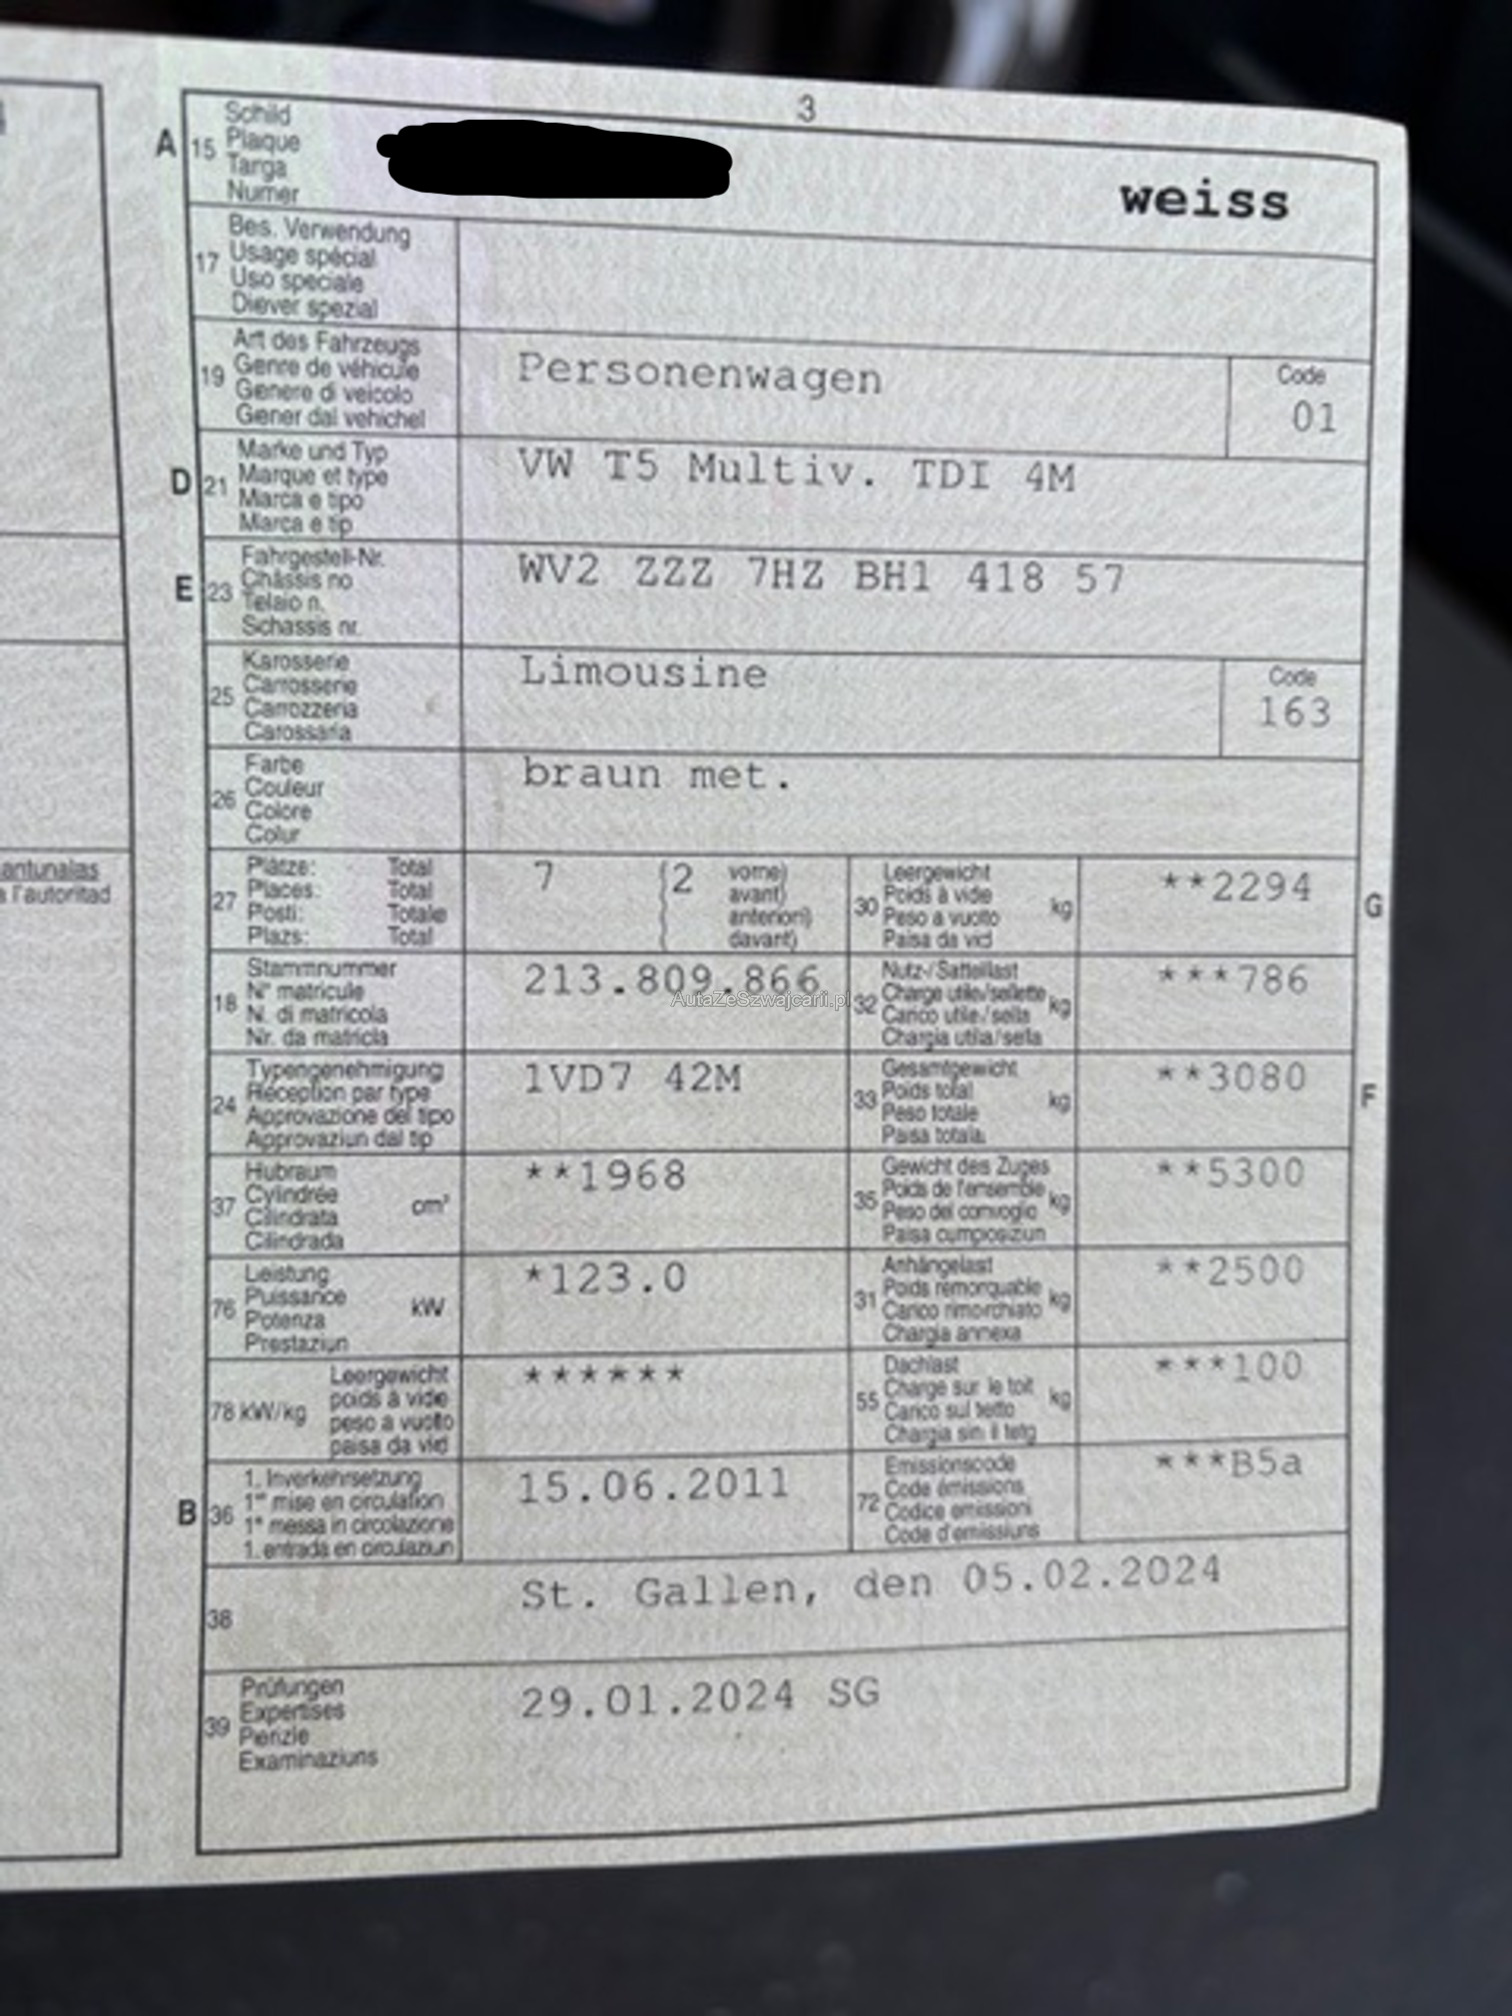 3
A 15 Schild
Plaque
Targa
Numer
weiss
17 Bes. Verwendung
Usage spécial
Uso speciale
Diever spezial
19 Art des Fahrzeugs
Genre de véhicule
Genere di veicolo
Gener dal vehichel
Personenwagen
Code
01
D 21 Marke und Typ
Marque et type
Marca e tipo
Marca e tip
VW T5 Multiv. TDI 4M
E 23 Fahrgestell-Nr.
Châssis no
Telaio n.
Schassis nr.
WV2 ZZZ 7HZ BH1 418 57
25 Karosserie
Carrosserie
Carrozzeria
Carossaria
Limousine
Code
163
26 Farbe
Couleur
Colore
Colur
braun met.
antunalas
a l'autoritad
27 Plätze: Total
Places: Total
Posti: Totale
Plazs: Total
7 (2 vorne)
avant)
anteriori)
davant)
30 Leergewicht
Poids à vide
Peso a vuoto
Paisa da vid
kg
**2294
G
18 Stammnummer
N° matricule
N. di matricola
Nr. da matricla
213.809.866
AutaZeSzwajcarii.pl
32 Nutz-/Sattellast
Charge utile/sellette
Carico utile/sella
Chargia utila/sella
kg
***786
24 Typengenehmigung
Réception par type
Approvazione del tipo
Approvaziun dal tip
1VD7 42M
33 Gesamtgewicht
Poids total
Peso totale
Paisa totala
kg
**3080
F
37 Hubraum
Cylindrée
Cilindrata
Cilindrada
cm³
**1968
35 Gewicht des Zuges
Poids de l'ensemble
Peso del convoglio
Paisa cumposiziun
kg
**5300
76 Leistung
Puissance
Potenza
Prestaziun
kW
*123.0
31 Anhängelast
Poids remorquable
Carico rimorchiato
Chargia annexa
kg
**2500
78 kW/kg Leergewicht
poids à vide
peso a vuoto
paisa da vid
******
55 Dachlast
Charge sur le toit
Carico sul tetto
Chargia sin il tetg
kg
***100
B 36 1. Inverkehrsetzung
1re mise en circulation
1a messa in circolazione
1. entrada en circulaziun
15.06.2011
72 Emissionscode
Code émissions
Codice emissioni
Code d'emissiuns
***B5a
38
St. Gallen, den 05.02.2024
39 Prüfungen
Expertises
Perizie
Examinaziuns
29.01.2024 SG